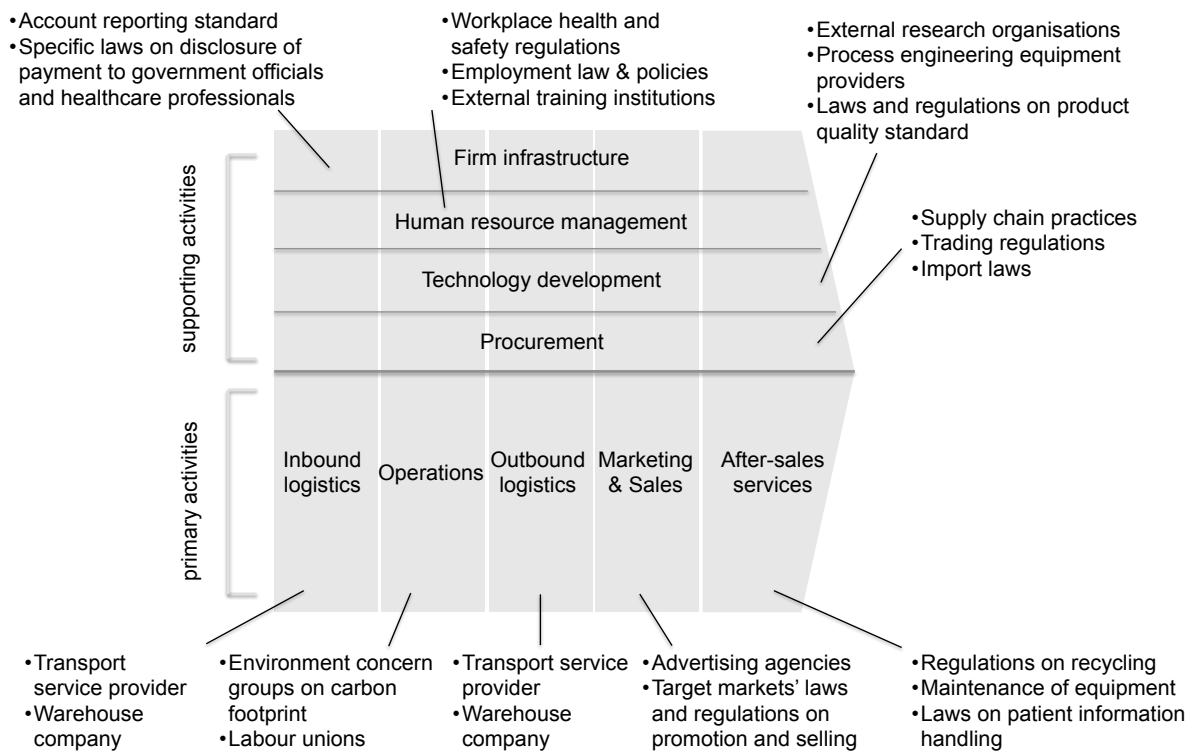 •Account reporting standard
•Specific laws on disclosure of
payment to government officials
and healthcare professionals
•Workplace health and
safety regulations
•Employment law & policies
•External training institutions
•External research organisations
•Process engineering equipment
providers
•Laws and regulations on product
quality standard
•Supply chain practices
•Trading regulations
•Import laws
supporting activities
Firm infrastructure
Human resource management
Technology development
Procurement
primary activities
Inbound
logistics
Operations
Outbound
logistics
Marketing
& Sales
After-sales
services
•Transport
service provider
•Warehouse
company
•Environment concern
groups on carbon
footprint
•Labour unions
•Transport service
provider
•Warehouse
company
•Advertising agencies
•Target markets’ laws
and regulations on
promotion and selling
•Regulations on recycling
•Maintenance of equipment
•Laws on patient information
handling